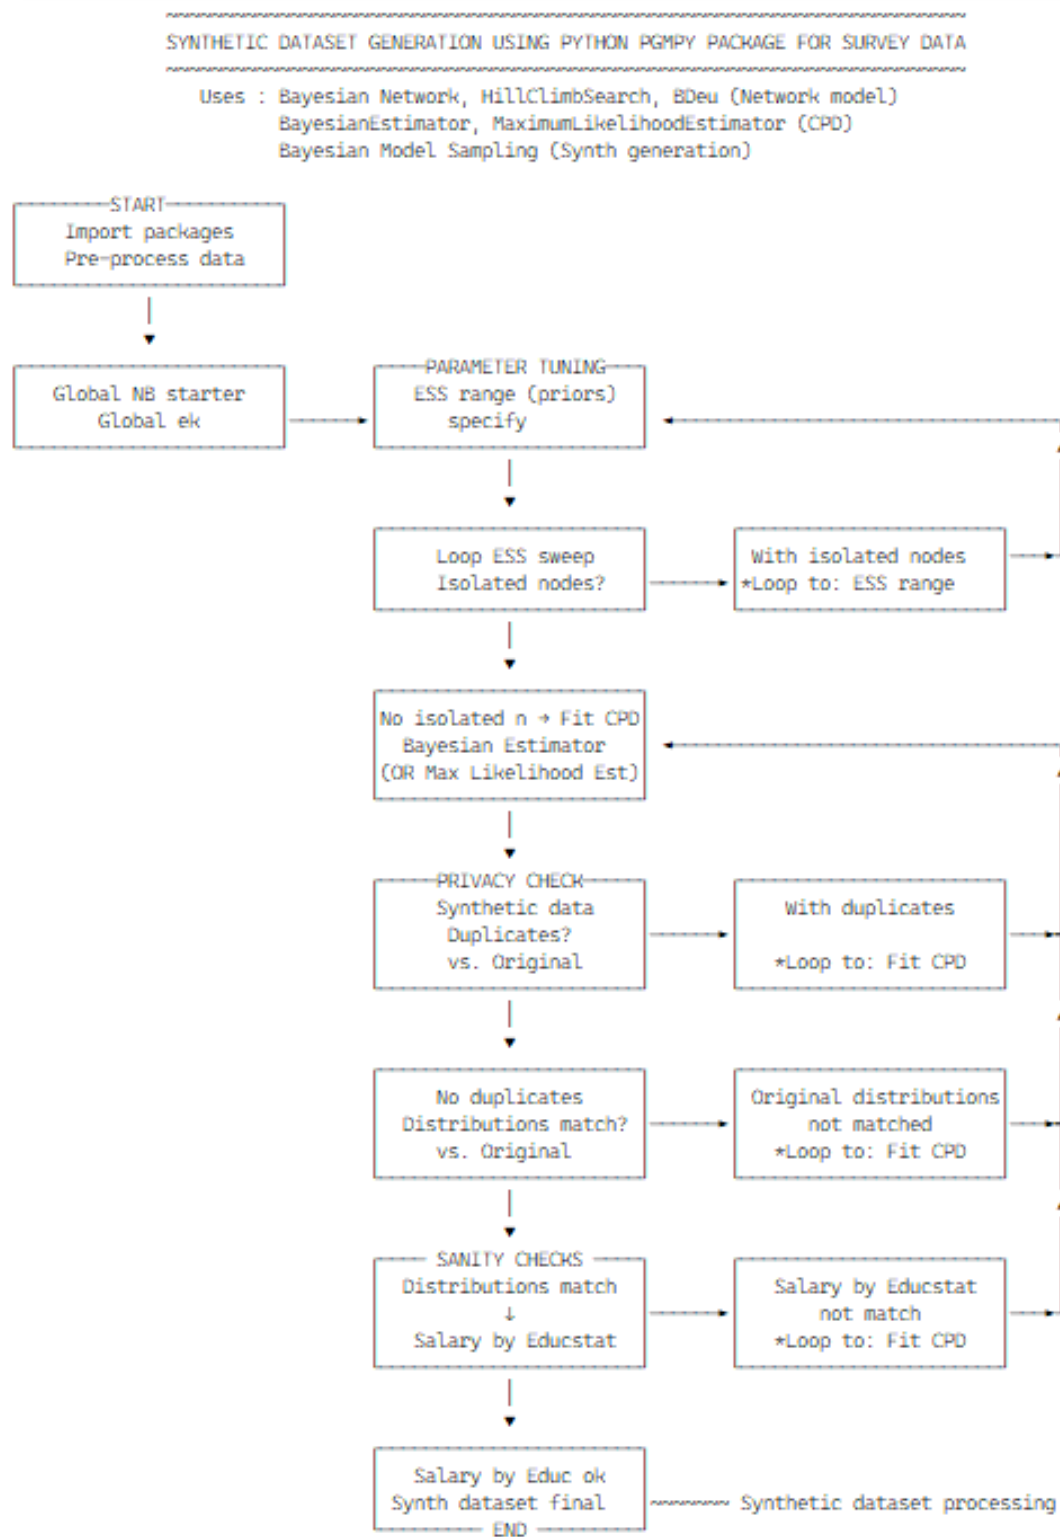 SYNTHETIC DATASET GENERATION USING PYTHON PGMPY PACKAGE FOR SURVEY DATA
Uses : Bayesian Network, HillClimbSearch, BDeu (Network model)
BayesianEstimator, MaximumLikelihoodEstimator (CPD)
Bayesian Model Sampling (Synth generation)
START
Import packages
Pre-process data
Global NB starter
Global ek
PARAMETER TUNING
ESS range (priors)
specify
Loop ESS sweep
Isolated nodes?
With isolated nodes
*Loop to: ESS range
No isolated n → Fit CPD
Bayesian Estimator
(OR Max Likelihood Est)
PRIVACY CHECK
Synthetic data
Duplicates?
vs. Original
With duplicates
*Loop to: Fit CPD
No duplicates
Distributions match?
vs. Original
Original distributions
not matched
*Loop to: Fit CPD
SANITY CHECKS
Distributions match
↓
Salary by Educstat
Salary by Educstat
not match
*Loop to: Fit CPD
Salary by Educ ok
Synth dataset final
END
Synthetic dataset processing